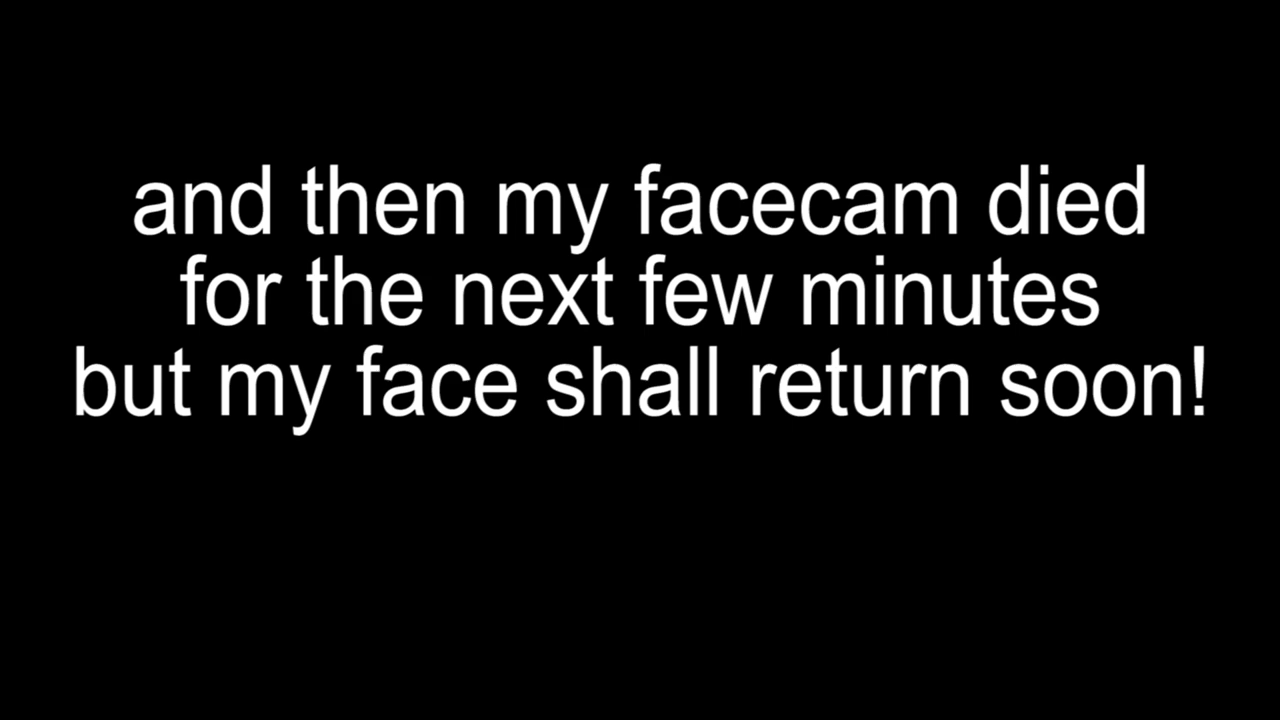 and then my facecam died
for the next few minutes
but my face shall return soon!